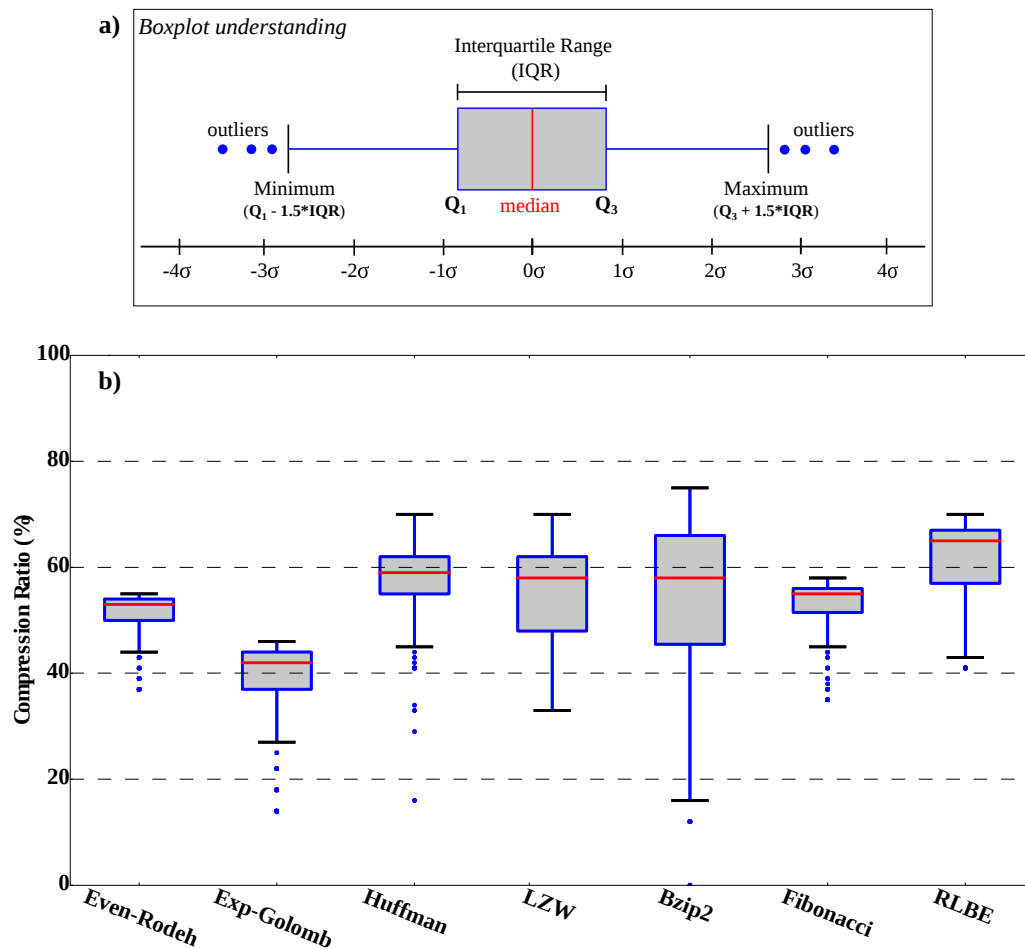 a)
Boxplot understanding
Interquartile Range
(IQR)
outliers
outliers
Minimum
(Q₁ - 1.5*IQR)
Q₁
median
Q₃
Maximum
(Q₃ + 1.5*IQR)
-4σ -3σ -2σ -1σ 0σ 1σ 2σ 3σ 4σ
b)
100
80
60
40
20
0
Compression Ratio (%)
Even-Rodeh
Exp-Golomb
Huffman
LZW
Bzip2
Fibonacci
RLBE